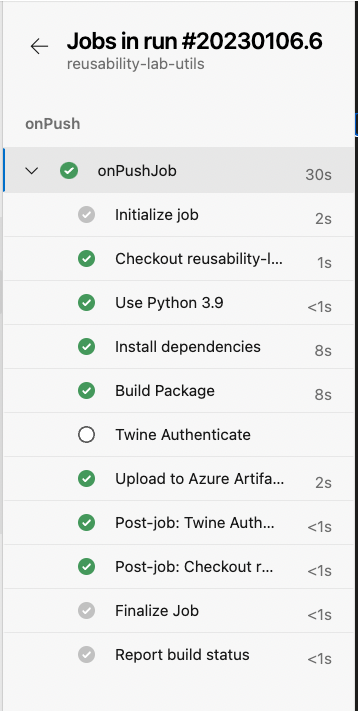 Jobs in run #20230106.6
reusability-lab-utils
onPush
onPushJob 30s
Initialize job 2s
Checkout reusability-l... 1s
Use Python 3.9 <1s
Install dependencies 8s
Build Package 8s
Twine Authenticate
Upload to Azure Artifa... 2s
Post-job: Twine Auth... <1s
Post-job: Checkout r... <1s
Finalize Job <1s
Report build status <1s